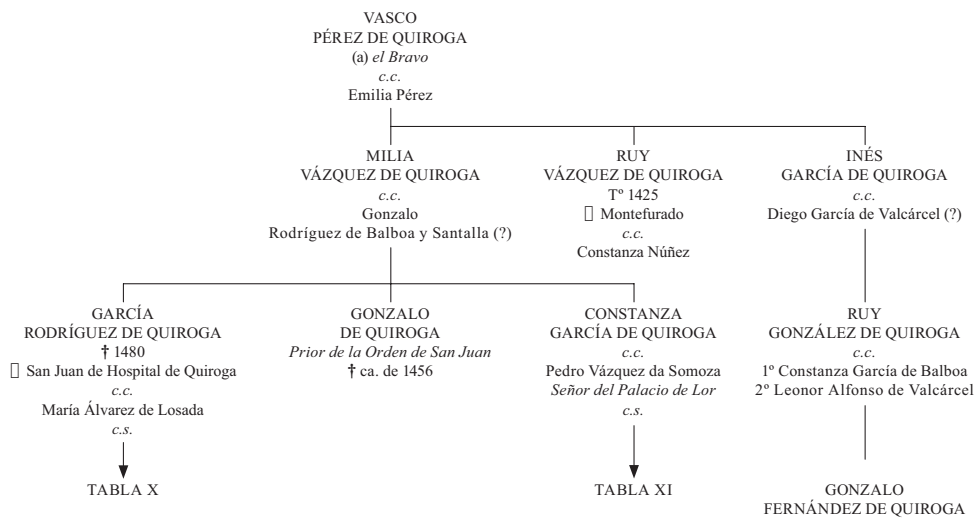 VASCO
PÉREZ DE QUIROGA
(a) el Bravo
c.c.
Emilia Pérez
MILIA
VÁZQUEZ DE QUIROGA
c.c.
Gonzalo
Rodríguez de Balboa y Santalla (?)
RUY
VÁZQUEZ DE QUIROGA
Tº 1425
▯ Montefurado
c.c.
Constanza Núñez
INÉS
GARCÍA DE QUIROGA
c.c.
Diego García de Valcárcel (?)
GARCÍA
RODRÍGUEZ DE QUIROGA
† 1480
▯ San Juan de Hospital de Quiroga
c.c.
María Álvarez de Losada
c.s.
TABLA X
GONZALO
DE QUIROGA
Prior de la Orden de San Juan
† ca. de 1456
CONSTANZA
GARCÍA DE QUIROGA
c.c.
Pedro Vázquez da Somoza
Señor del Palacio de Lor
c.s.
TABLA XI
RUY
GONZÁLEZ DE QUIROGA
c.c.
1º Constanza García de Balboa
2º Leonor Alfonso de Valcárcel
GONZALO
FERNÁNDEZ DE QUIROGA